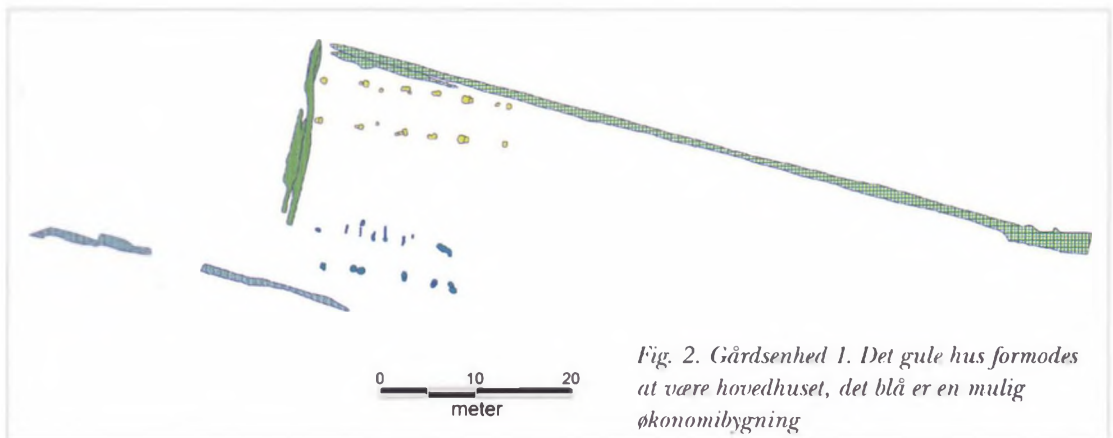 0 10 20
meter
Fig. 2. Gårdsenhed 1. Det gule hus formodes
at være hovedhuset, det blå er en mulig
økonomibygning